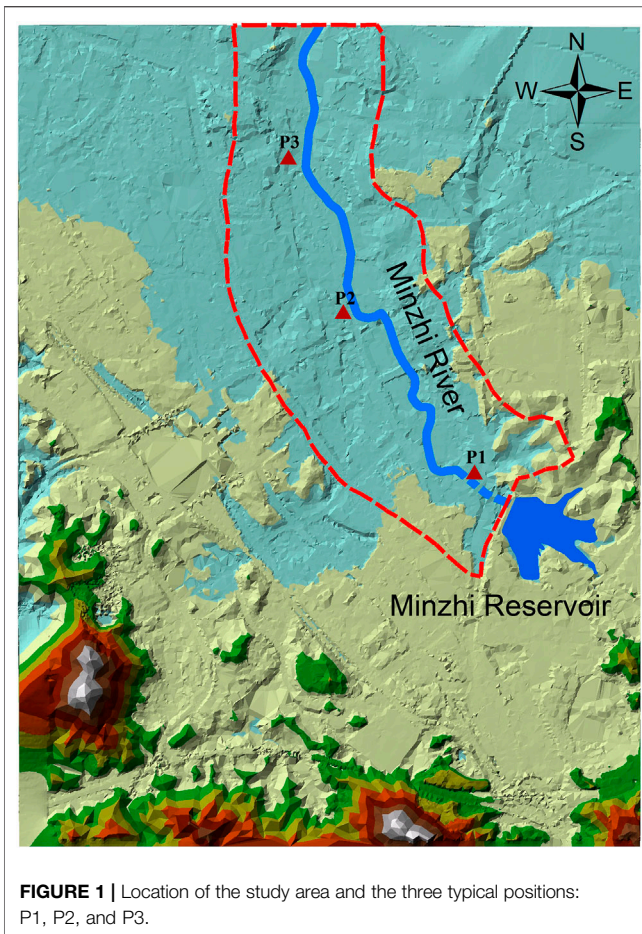 N
W E
S
P3
P2
Minzhi River
P1
Minzhi Reservoir
FIGURE 1 | Location of the study area and the three typical positions:
P1, P2, and P3.